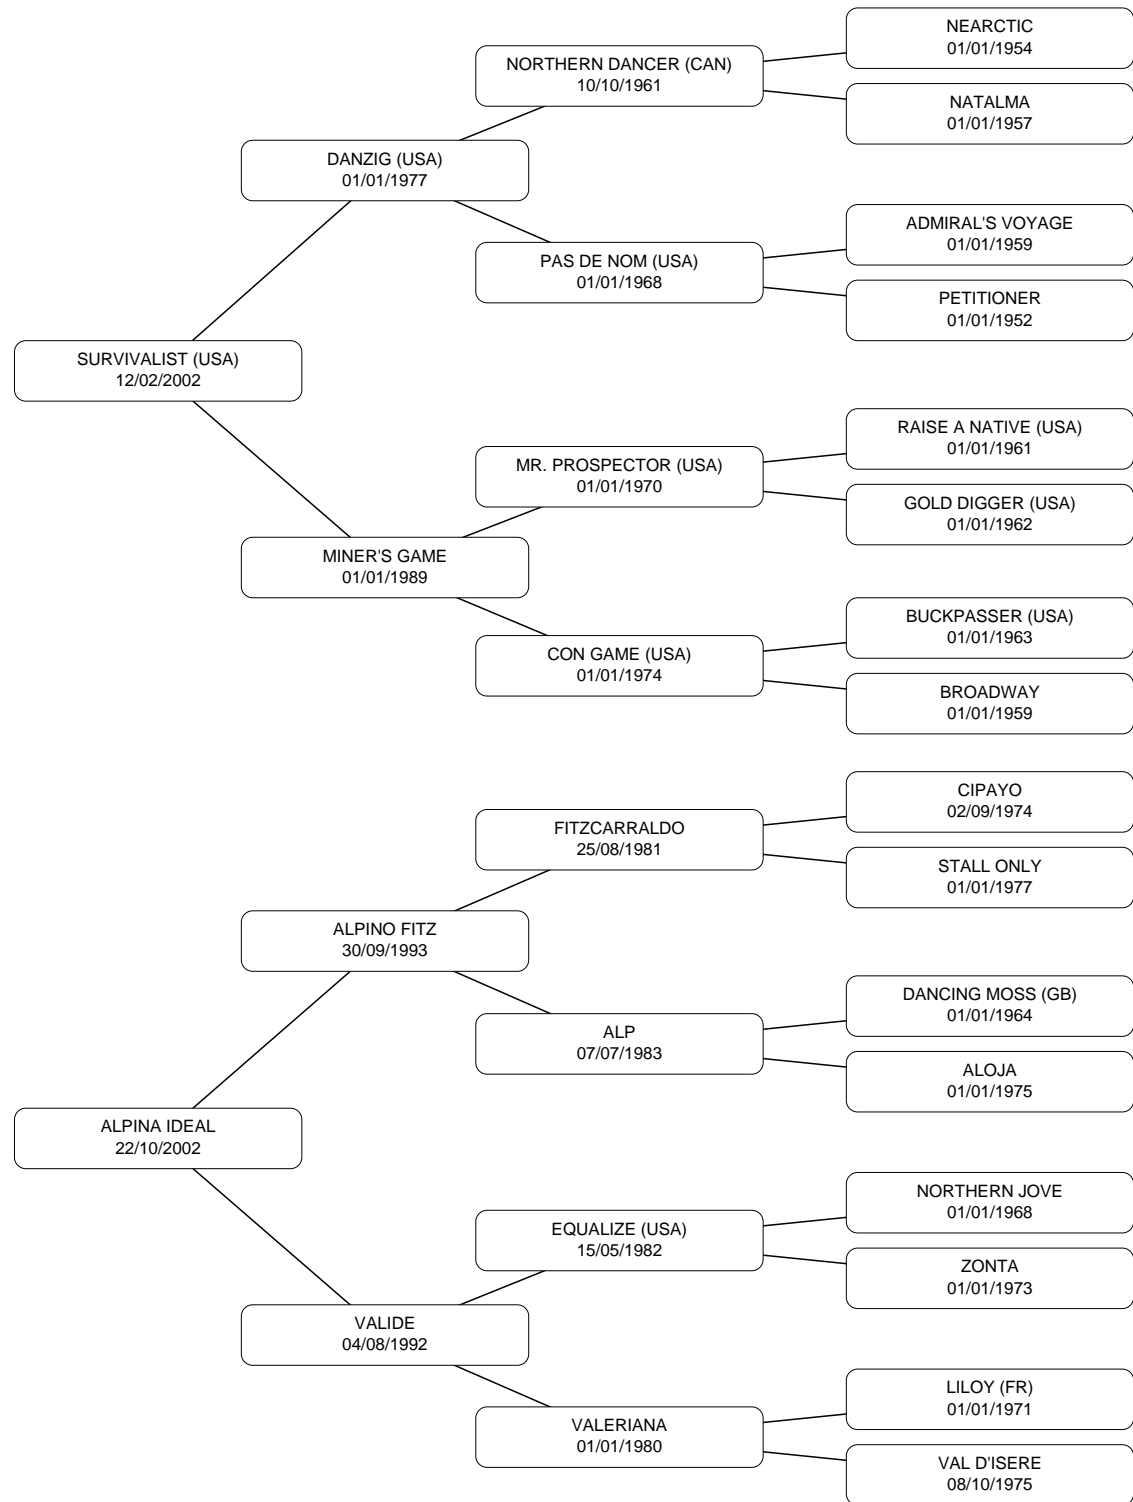 NEARCTIC
01/01/1954
NORTHERN DANCER (CAN)
10/10/1961
NATALMA
01/01/1957
DANZIG (USA)
01/01/1977
ADMIRAL'S VOYAGE
01/01/1959
PAS DE NOM (USA)
01/01/1968
PETITIONER
01/01/1952
SURVIVALIST (USA)
12/02/2002
RAISE A NATIVE (USA)
01/01/1961
MR. PROSPECTOR (USA)
01/01/1970
GOLD DIGGER (USA)
01/01/1962
MINER'S GAME
01/01/1989
BUCKPASSER (USA)
01/01/1963
CON GAME (USA)
01/01/1974
BROADWAY
01/01/1959
CIPAYO
02/09/1974
FITZCARRALDO
25/08/1981
STALL ONLY
01/01/1977
ALPINO FITZ
30/09/1993
DANCING MOSS (GB)
01/01/1964
ALP
07/07/1983
ALOJA
01/01/1975
ALPINA IDEAL
22/10/2002
NORTHERN JOVE
01/01/1968
EQUALIZE (USA)
15/05/1982
ZONTA
01/01/1973
VALIDE
04/08/1992
LILOY (FR)
01/01/1971
VALERIANA
01/01/1980
VAL D'ISERE
08/10/1975